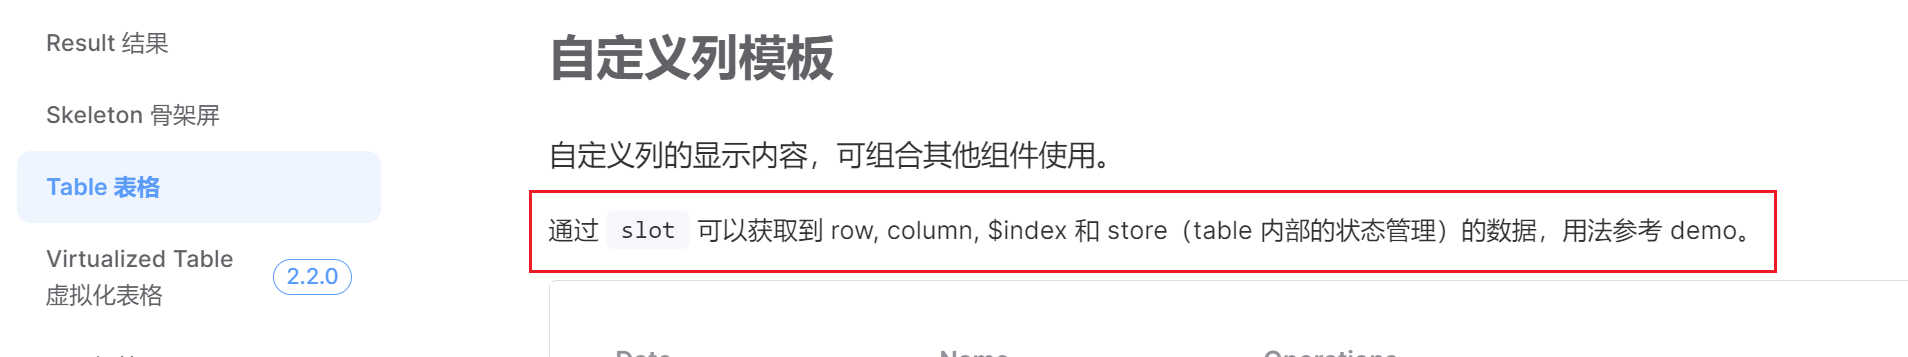 Result 结果
Skeleton 骨架屏
Table 表格
Virtualized Table
虚拟化表格
2.2.0
自定义列模板
自定义列的显示内容，可组合其他组件使用。
通过 slot 可以获取到 row, column, $index 和 store（table 内部的状态管理）的数据，用法参考 demo。
Date
Name
Operations